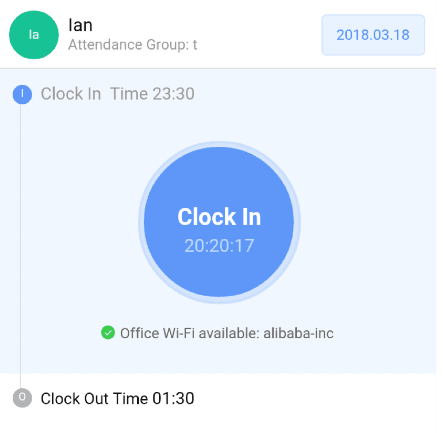 Ia
Ian
Attendance Group: t
2018.03.18
I
Clock In Time 23:30
Clock In
20:20:17
Office Wi-Fi available: alibaba-inc
O
Clock Out Time 01:30